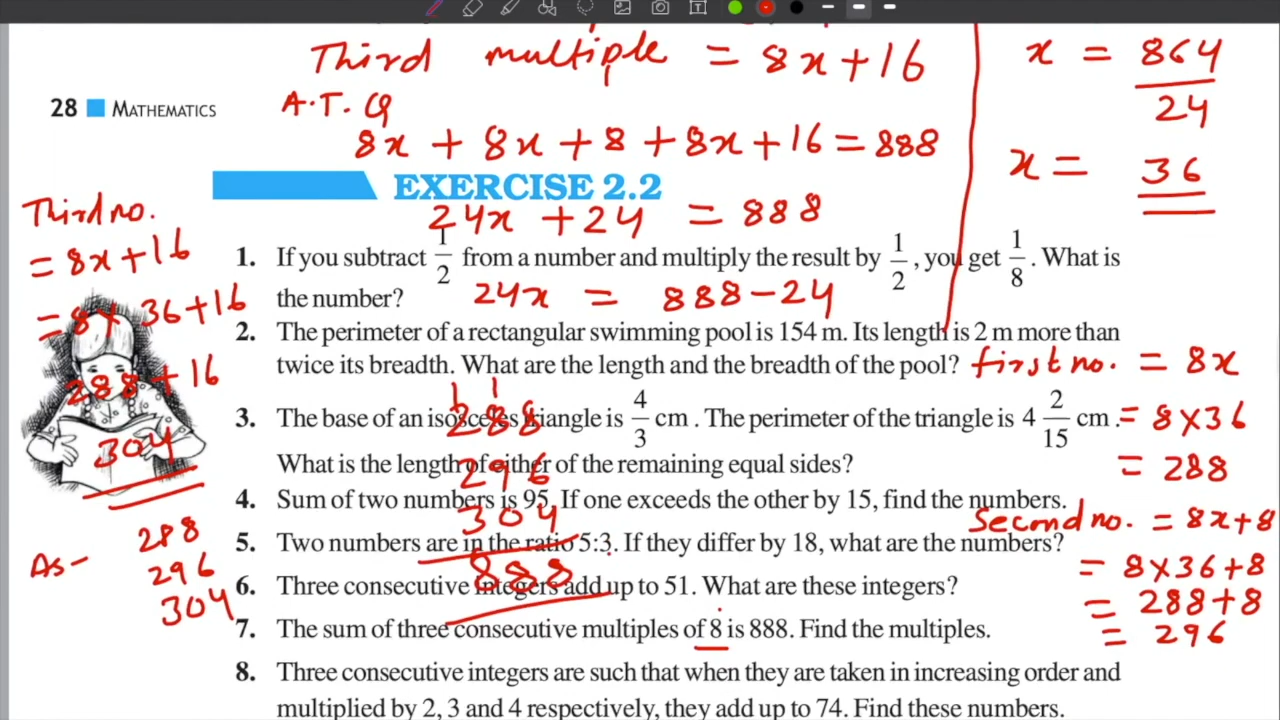 Third multiple = 8x+16
28 MATHEMATICS
A.T.Q
8x + 8x + 8 + 8x + 16 = 888
EXERCISE 2.2
24x + 24 = 888
24x = 888 - 24
x = 864/24
x = 36
1. If you subtract 1/2 from a number and multiply the result by 1/2, you get 1/8. What is
the number?
2. The perimeter of a rectangular swimming pool is 154 m. Its length is 2 m more than
twice its breadth. What are the length and the breadth of the pool?
3. The base of an isosceles triangle is 4/3 cm. The perimeter of the triangle is 4 2/15 cm.
What is the length of either of the remaining equal sides?
4. Sum of two numbers is 95. If one exceeds the other by 15, find the numbers.
5. Two numbers are in the ratio 5:3. If they differ by 18, what are the numbers?
6. Three consecutive integers add up to 51. What are these integers?
7. The sum of three consecutive multiples of 8 is 888. Find the multiples.
8. Three consecutive integers are such that when they are taken in increasing order and
multiplied by 2, 3 and 4 respectively, they add up to 74. Find these numbers.
first no. = 8x
= 8×36
= 288
Second no. = 8x+8
= 8×36+8
= 288+8
= 296
Third no.
= 8x+16
= 8×36+16
288+16
304
As-
288
296
304
1 1
288
296
304
888